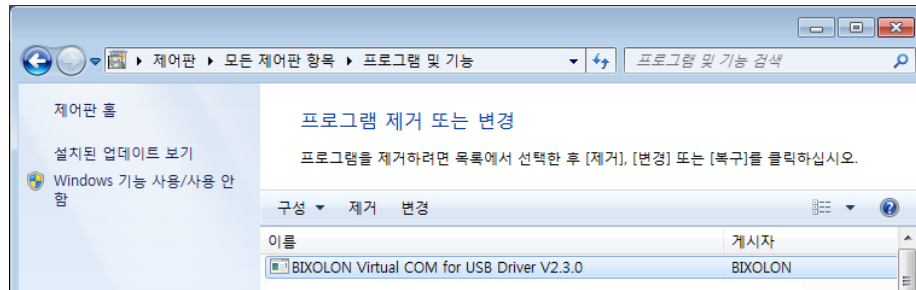 제어판 ▶ 모든 제어판 항목 ▶ 프로그램 및 기능
프로그램 및 기능 검색
제어판 홈
설치된 업데이트 보기
Windows 기능 사용/사용 안
함
프로그램 제거 또는 변경
프로그램을 제거하려면 목록에서 선택한 후 [제거], [변경] 또는 [복구]를 클릭하십시오.
구성 제거 변경
이름 게시자
BIXOLON Virtual COM for USB Driver V2.3.0 BIXOLON